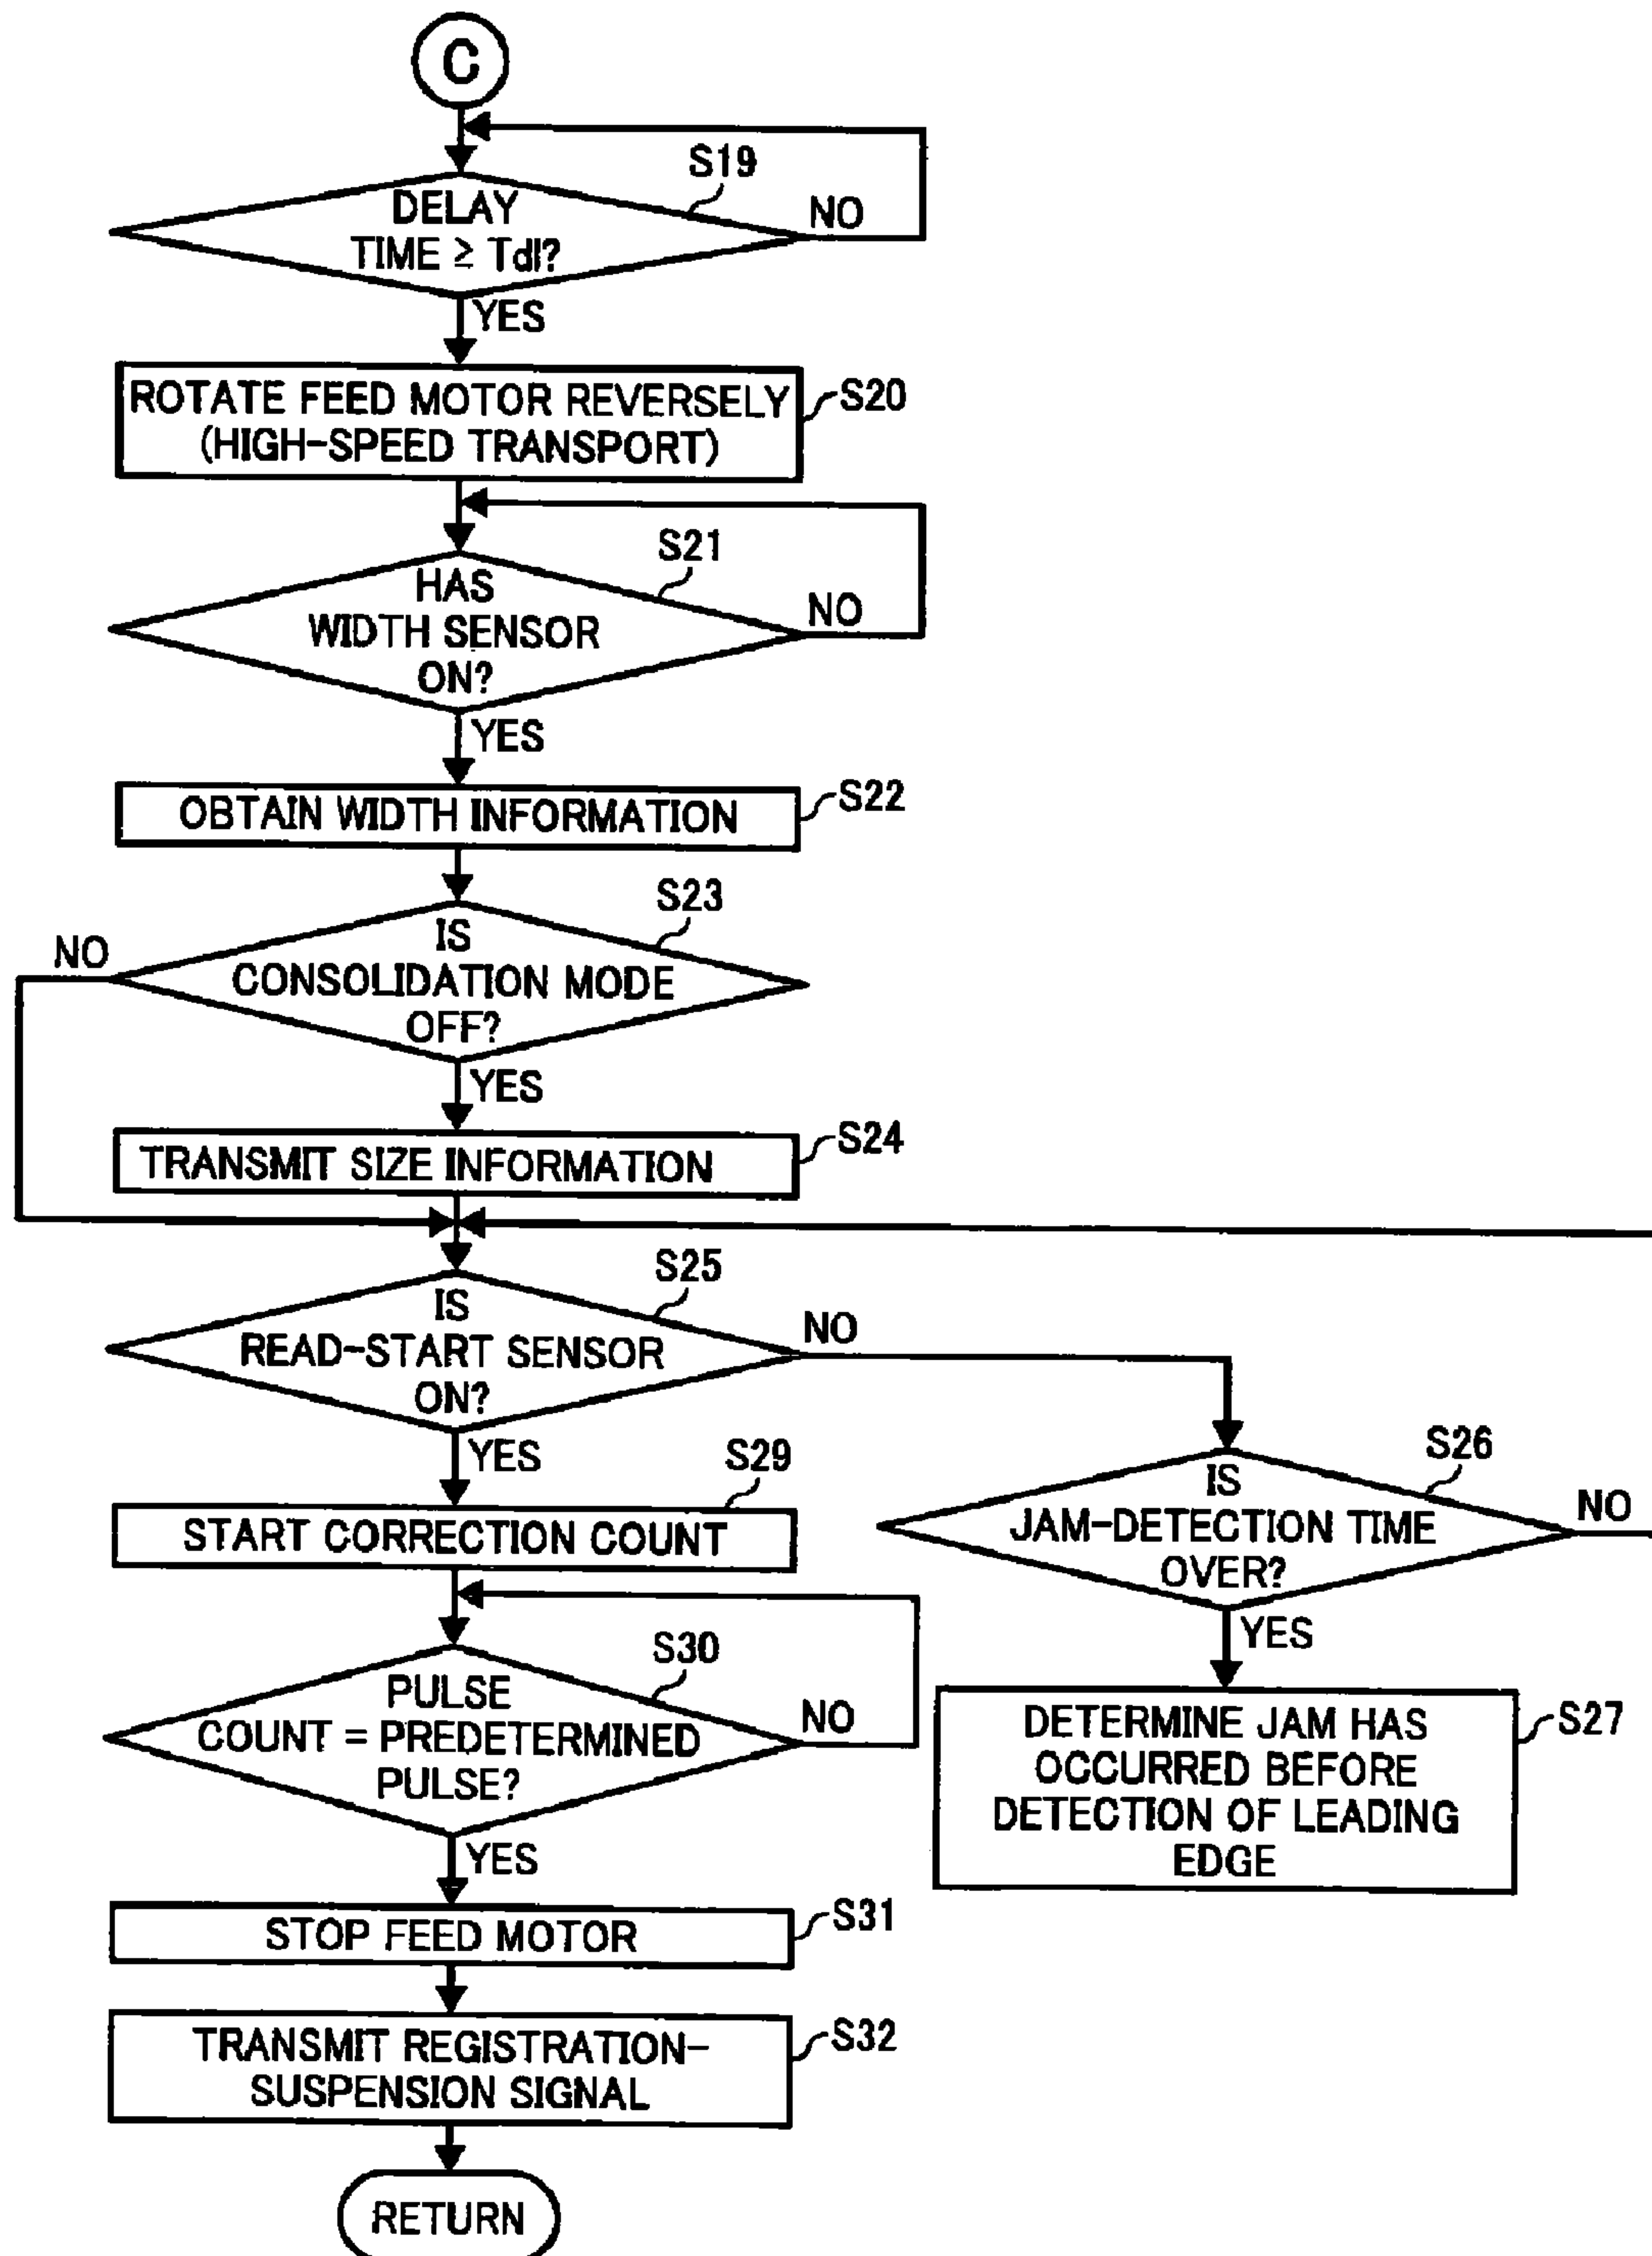 C
S19
DELAY
TIME ≥ Tdl?
NO
YES
ROTATE FEED MOTOR REVERSELY
(HIGH-SPEED TRANSPORT)
S20
S21
HAS
WIDTH SENSOR
ON?
NO
YES
OBTAIN WIDTH INFORMATION
S22
S23
IS
CONSOLIDATION MODE
OFF?
NO
YES
TRANSMIT SIZE INFORMATION
S24
S25
IS
READ-START SENSOR
ON?
NO
YES
S26
IS
JAM-DETECTION TIME
OVER?
NO
YES
DETERMINE JAM HAS
OCCURRED BEFORE
DETECTION OF LEADING
EDGE
S27
S29
START CORRECTION COUNT
S30
PULSE
COUNT = PREDETERMINED
PULSE?
NO
YES
STOP FEED MOTOR
S31
TRANSMIT REGISTRATION-
SUSPENSION SIGNAL
S32
RETURN